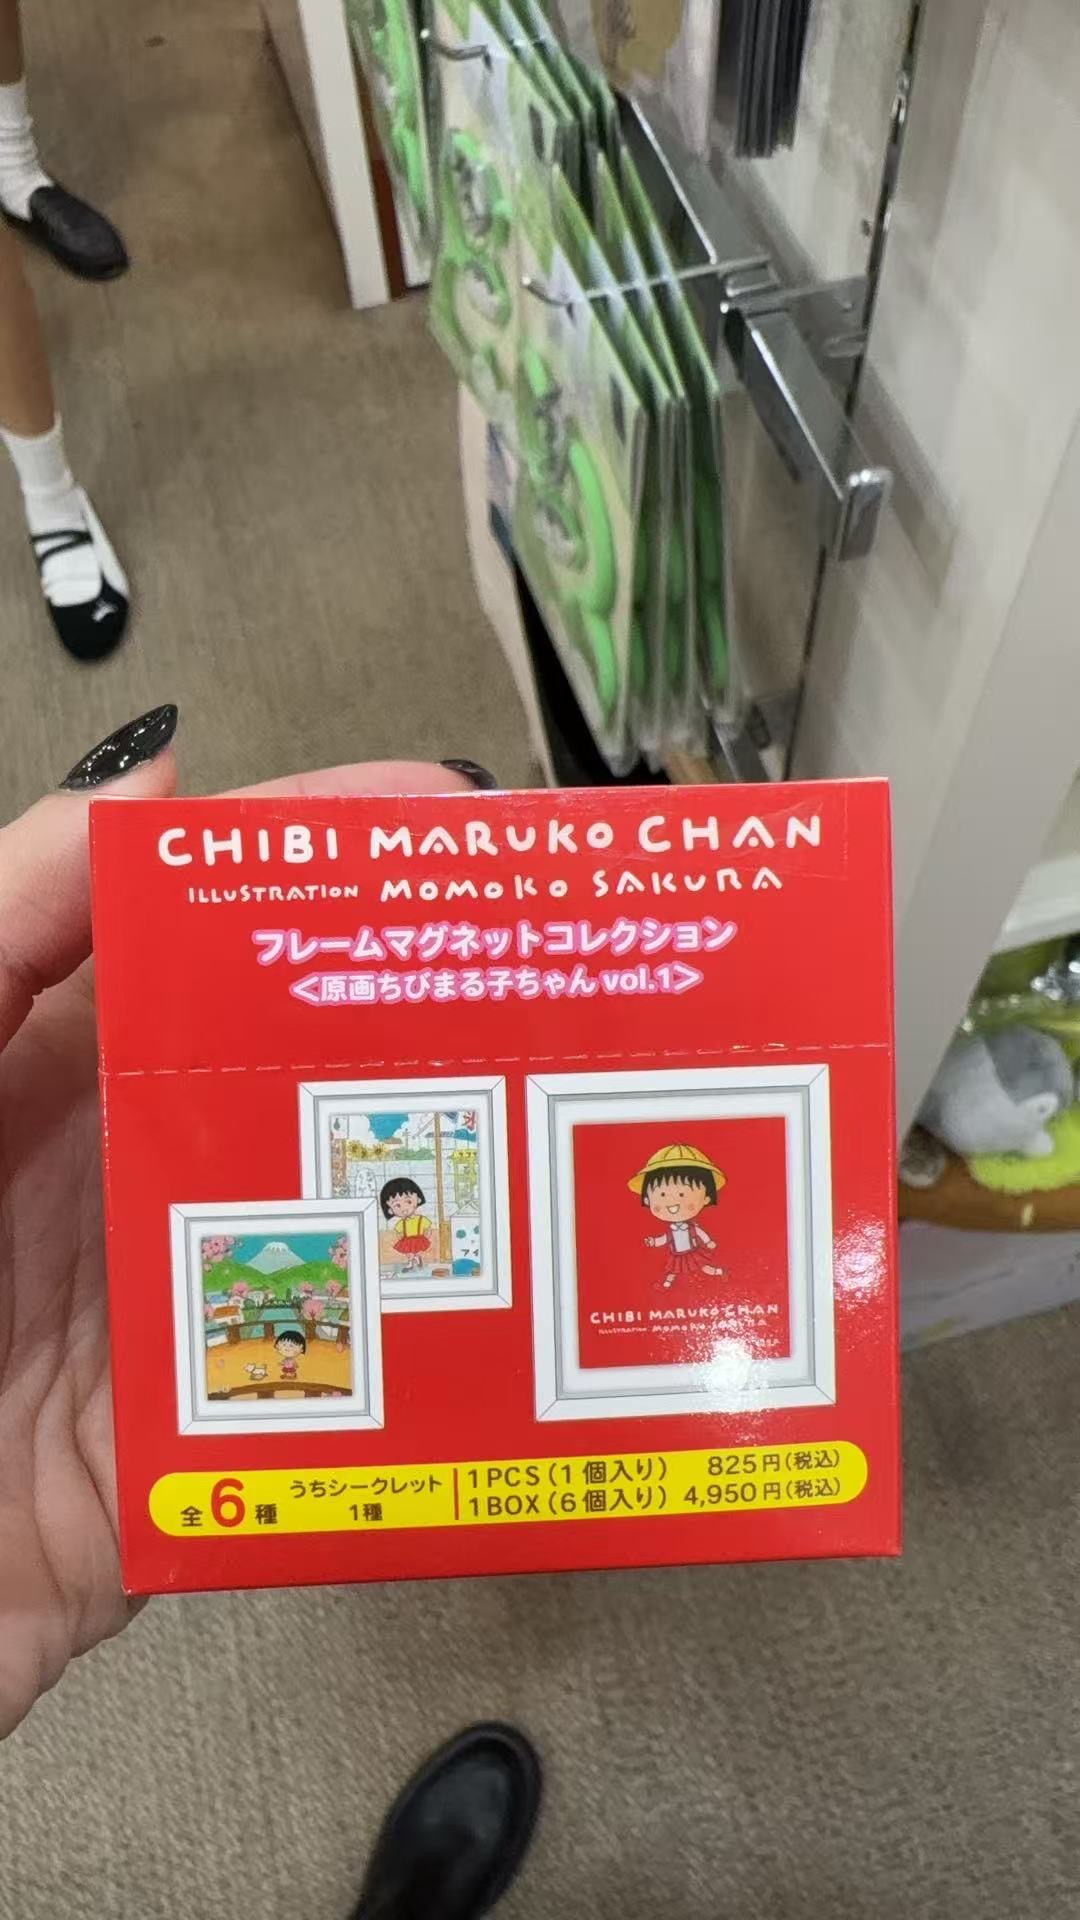 CHIBI MARUKO CHAN
ILLUSTRATION MOMOKO SAKURA
フレームマグネットコレクション
<原画ちびまる子ちゃん vol.1>
CHIBI MARUKO CHAN
ILLUSTRATION MOMOKO SAKURA
全6種
うちシークレット
1種
1PCS(1個入り) 825円(税込)
1BOX(6個入り) 4,950円(税込)